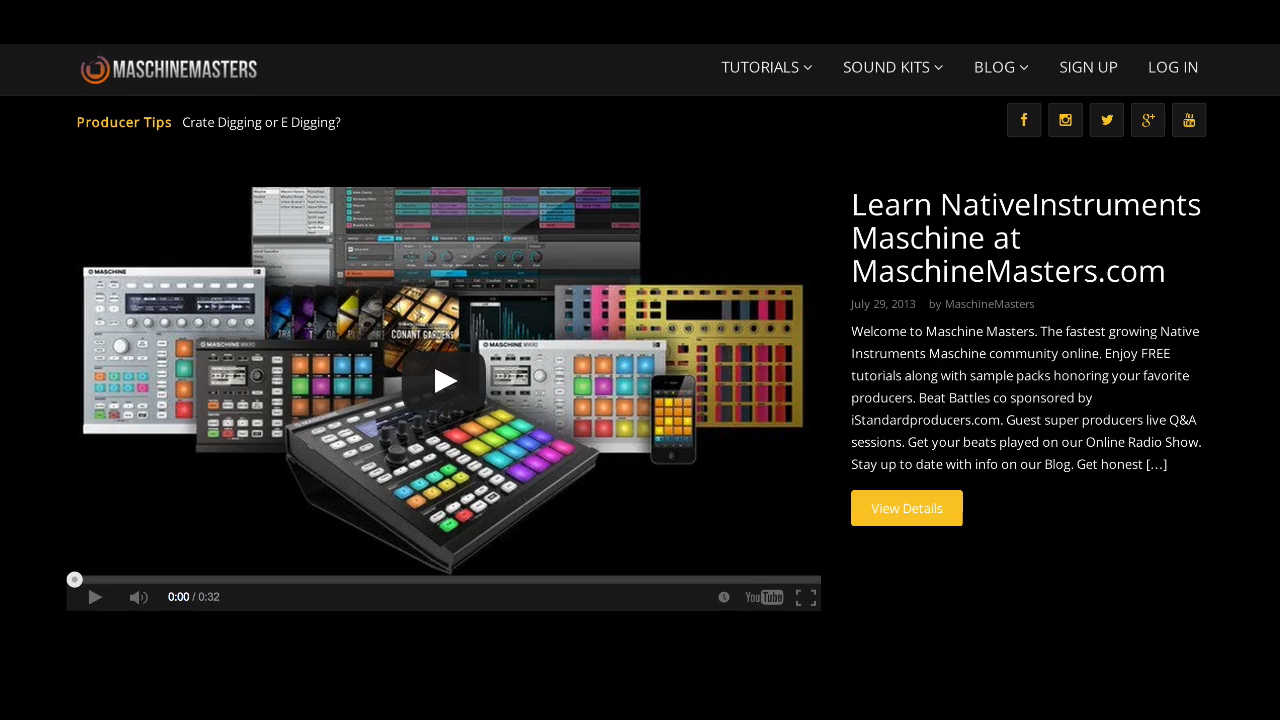 MASCHINEMASTERS
TUTORIALS SOUND KITS BLOG SIGN UP LOG IN
Producer Tips Crate Digging or E Digging?
Learn NativeInstruments
Maschine at
MaschineMasters.com
July 29, 2013 by MaschineMasters
Welcome to Maschine Masters. The fastest growing Native
Instruments Maschine community online. Enjoy FREE
tutorials along with sample packs honoring your favorite
producers. Beat Battles co sponsored by
iStandardproducers.com. Guest super producers live Q&A
sessions. Get your beats played on our Online Radio Show.
Stay up to date with info on our Blog. Get honest […]
View Details
MASCHINE
CONANT GARDENS
MASCHINE MIKRO
MASCHINE MIKRO
0:00 / 0:32
YouTube